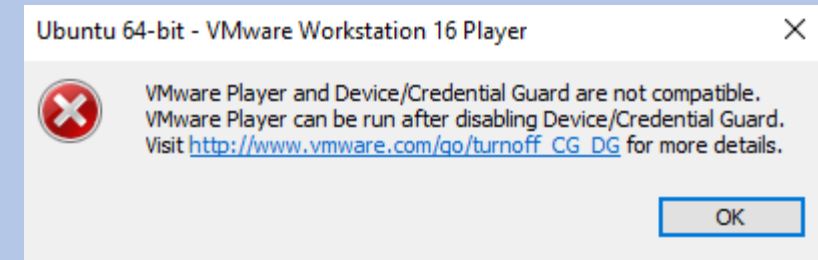 Ubuntu 64-bit - VMware Workstation 16 Player
VMware Player and Device/Credential Guard are not compatible.
VMware Player can be run after disabling Device/Credential Guard.
Visit http://www.vmware.com/go/turnoff_CG_DG for more details.
OK